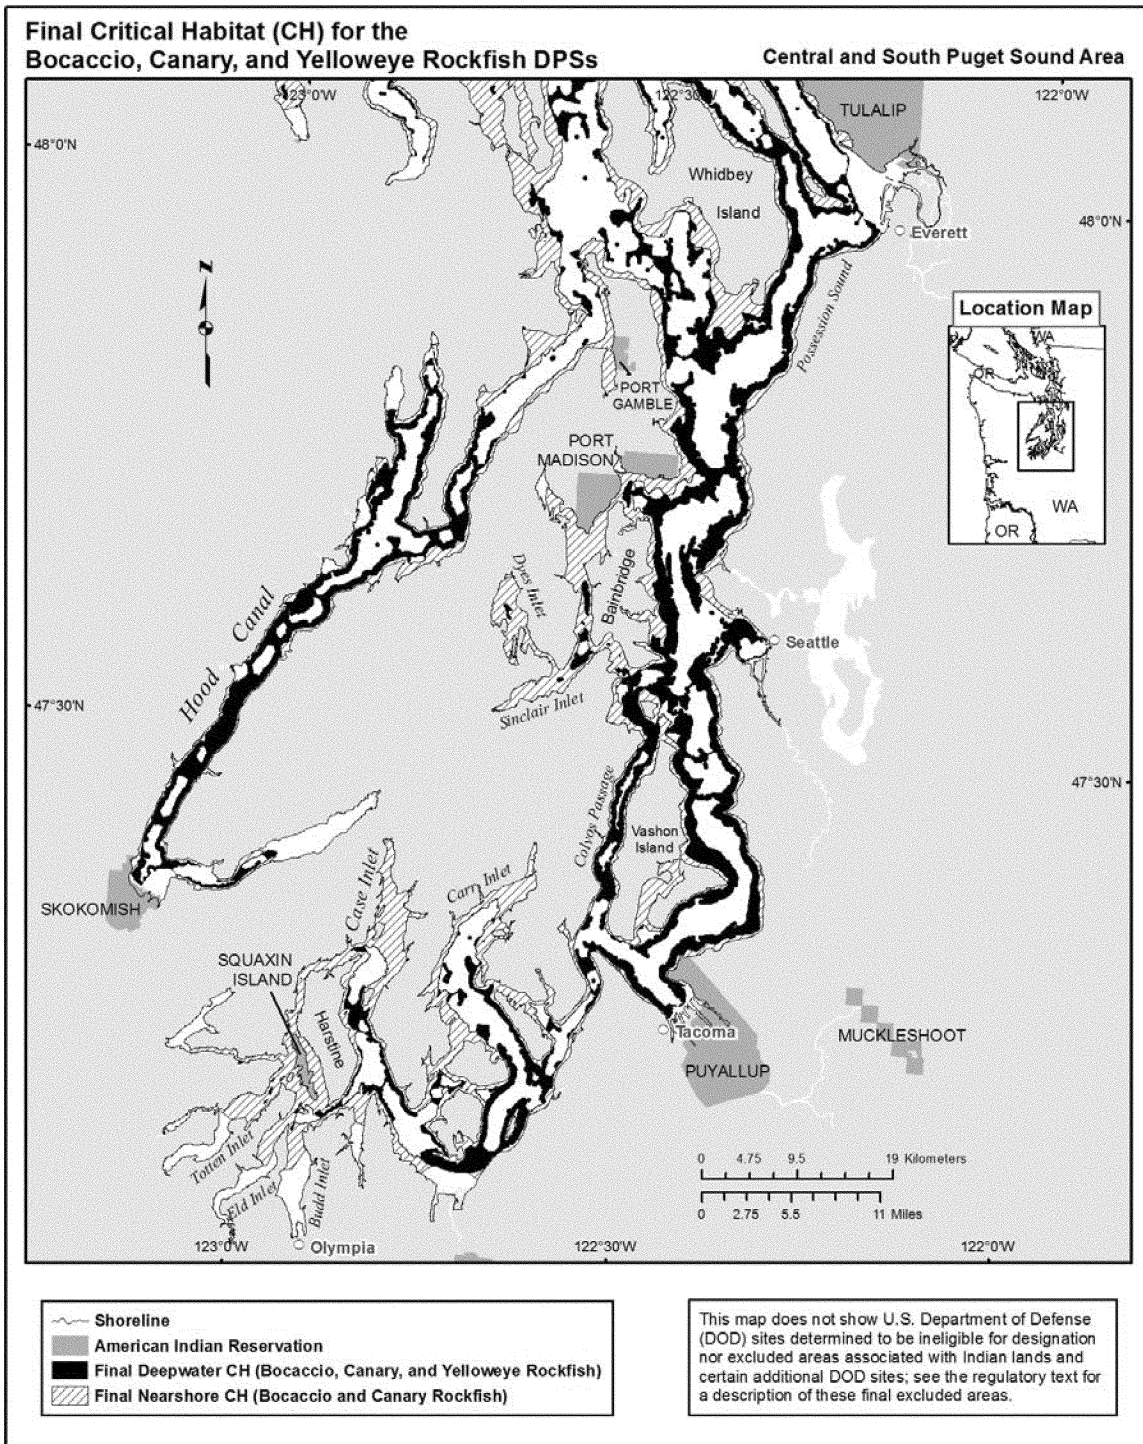 Final Critical Habitat (CH) for the
Bocaccio, Canary, and Yelloweye Rockfish DPSs
Central and South Puget Sound Area
123°0'W
122°30'W
122°0'W
TULALIP
48°0'N
Whidbey
Island
48°0'N
Everett
N
Possession Sound
Location Map
WA
OR
WA
OR
PORT
GAMBLE
PORT
MADISON
Dyes Inlet
Bainbridge
Hood Canal
Seattle
Sinclair Inlet
47°30'N
47°30'N
Colvos Passage
Vashon
Island
Case Inlet
Carr Inlet
SKOKOMISH
SQUAXIN
ISLAND
Harstine
Tacoma
MUCKLESHOOT
PUYALLUP
Totten Inlet
Eld Inlet
Budd Inlet
0 4.75 9.5 19 Kilometers
0 2.75 5.5 11 Miles
Olympia
123°0'W
122°30'W
122°0'W
Shoreline
American Indian Reservation
Final Deepwater CH (Bocaccio, Canary, and Yelloweye Rockfish)
Final Nearshore CH (Bocaccio and Canary Rockfish)
This map does not show U.S. Department of Defense
(DOD) sites determined to be ineligible for designation
nor excluded areas associated with Indian lands and
certain additional DOD sites; see the regulatory text for
a description of these final excluded areas.